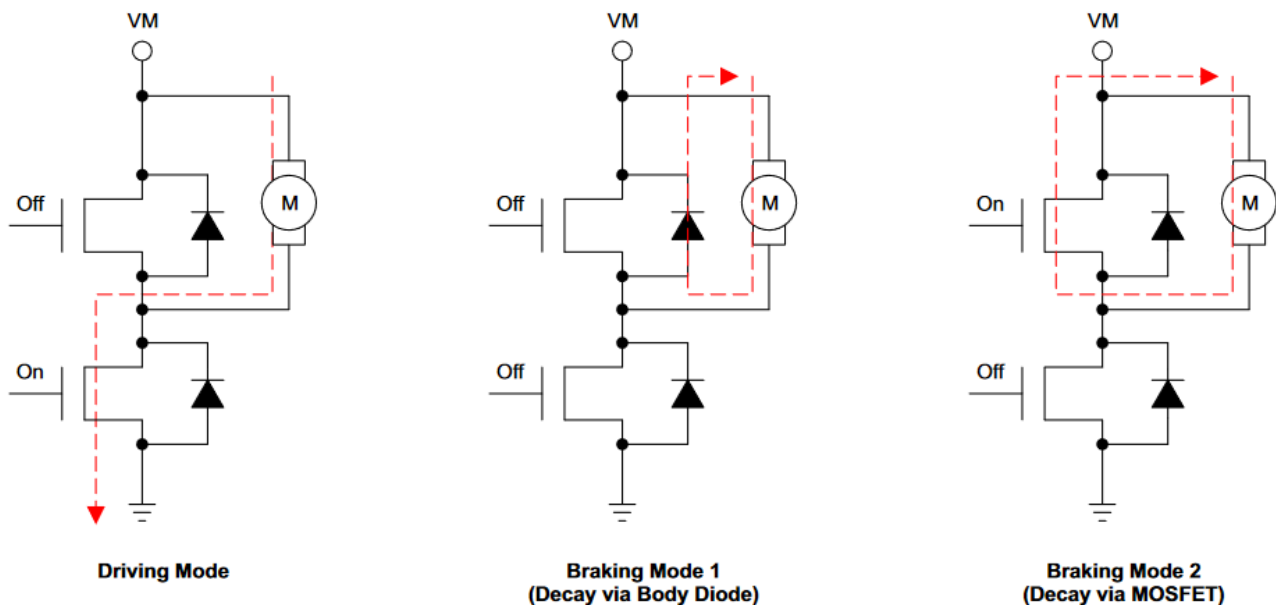 VM
VM
VM
Off
M
Off
M
On
M
On
Off
Off
Driving Mode
Braking Mode 1
(Decay via Body Diode)
Braking Mode 2
(Decay via MOSFET)